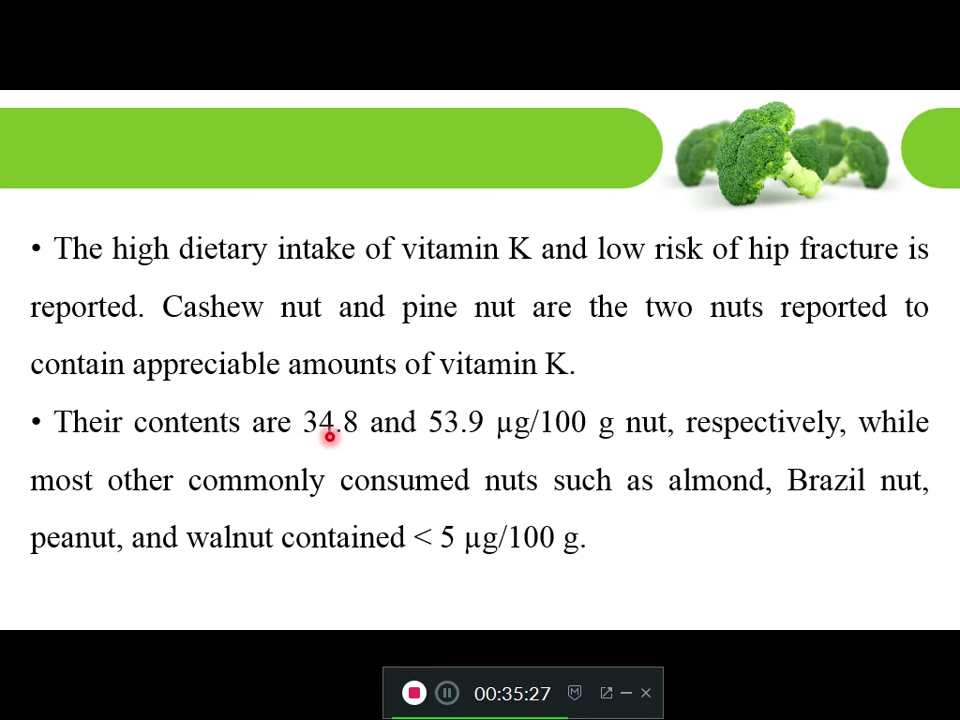 • The high dietary intake of vitamin K and low risk of hip fracture is
reported. Cashew nut and pine nut are the two nuts reported to
contain appreciable amounts of vitamin K.
• Their contents are 34.8 and 53.9 µg/100 g nut, respectively, while
most other commonly consumed nuts such as almond, Brazil nut,
peanut, and walnut contained < 5 µg/100 g.
00:35:27